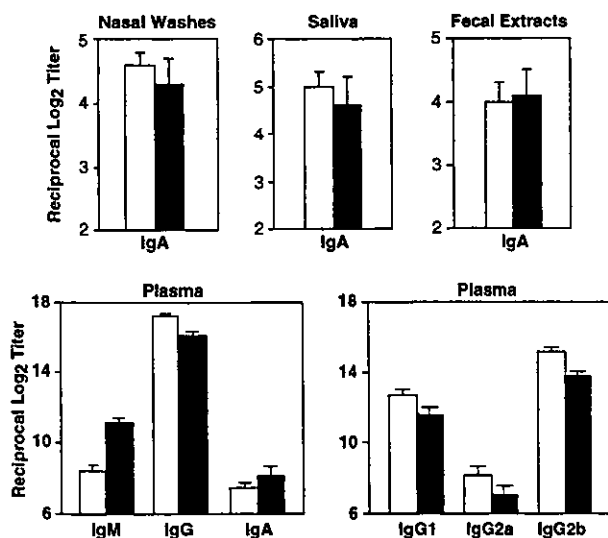 Nasal Washes
Saliva
Fecal Extracts
Reciprocal Log2 Titer
5
4
3
2
6
5
4
3
2
5
4
3
2
IgA
IgA
IgA
Plasma
Plasma
Reciprocal Log2 Titer
18
14
10
6
18
14
10
6
IgM IgG IgA
IgG1 IgG2a IgG2b